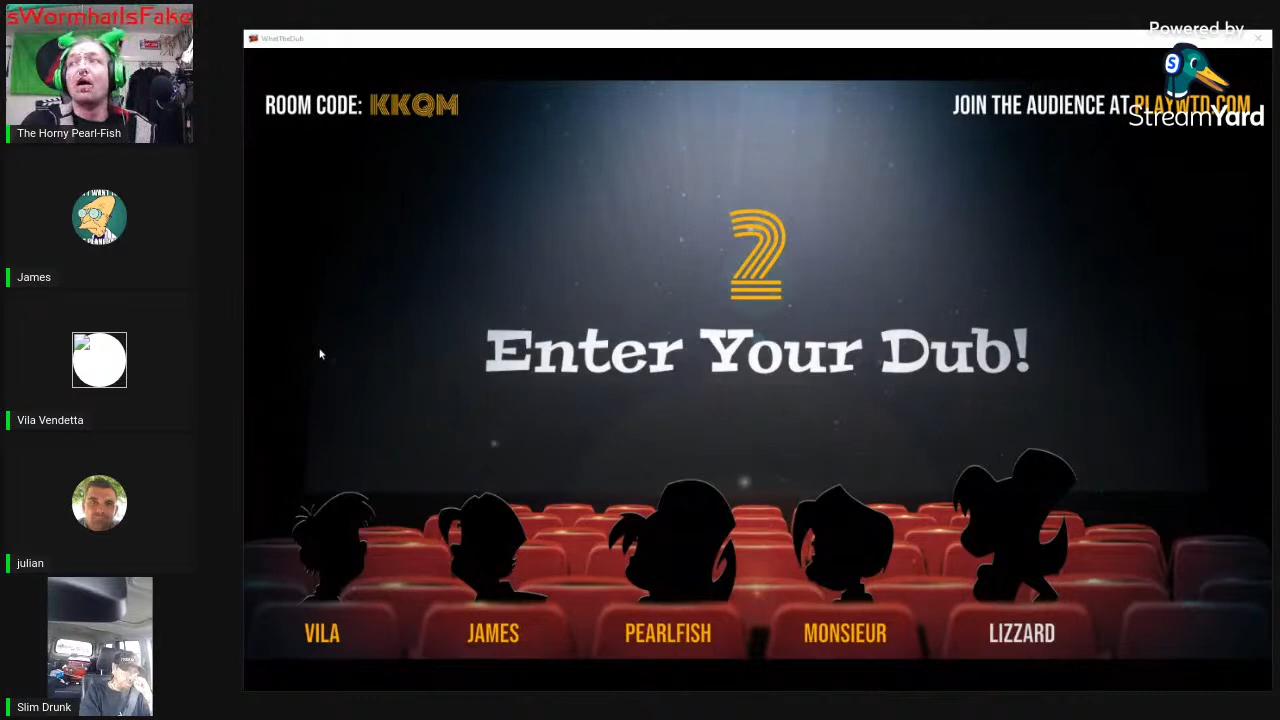 sWormhatIsFake
The Horny Pearl-Fish
James
Vila Vendetta
julian
Slim Drunk
WhatTheDub
ROOM CODE: KKQM
JOIN THE AUDIENCE AT PLAYWTD.COM
Powered by
StreamYard
2
Enter Your Dub!
VILA
JAMES
PEARLFISH
MONSIEUR
LIZZARD